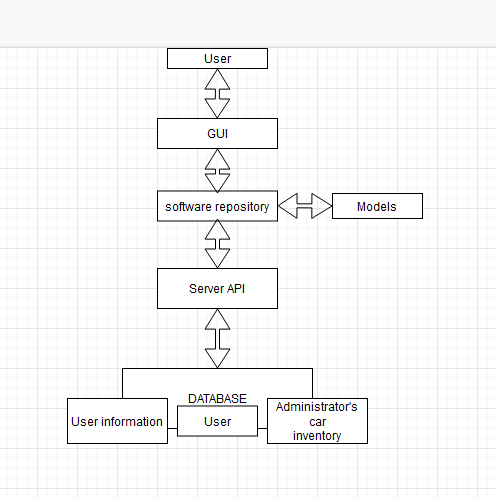 User
GUI
software repository
Models
Server API
DATABASE
User information
User
Administrator's
car
inventory